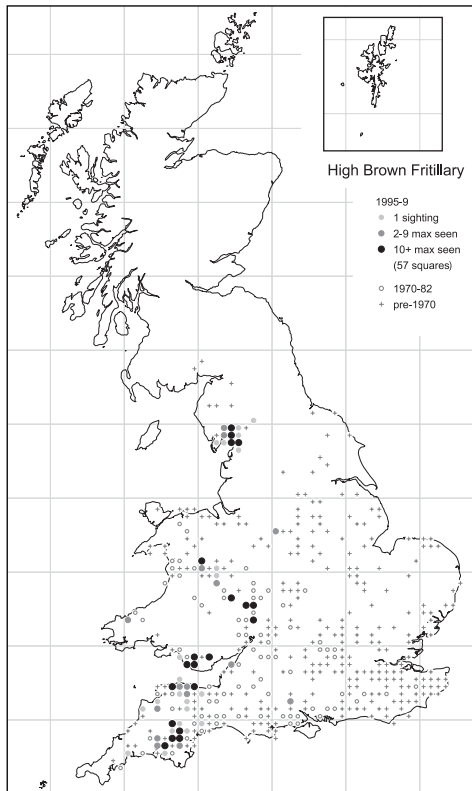 High Brown Fritillary
1995-9
1 sighting
2-9 max seen
10+ max seen
(57 squares)
1970-82
pre-1970